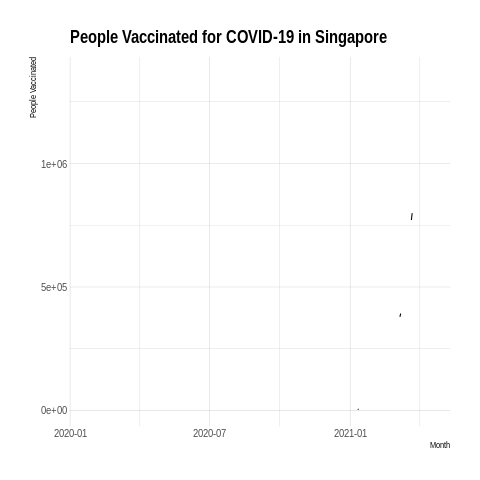 People Vaccinated for COVID-19 in Singapore
People Vaccinated
1e+06
5e+05
0e+00
2020-01 2020-07 2021-01
Month